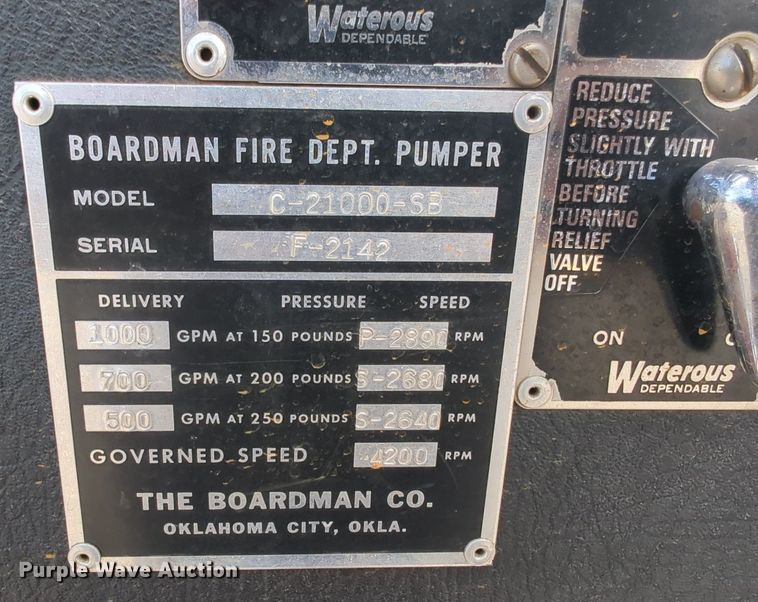 Waterous
DEPENDABLE
BOARDMAN FIRE DEPT. PUMPER
MODEL C-21000-SB
SERIAL F-2142
DELIVERY PRESSURE SPEED
1000 GPM AT 150 POUNDS P-2890 RPM
700 GPM AT 200 POUNDS S-2680 RPM
500 GPM AT 250 POUNDS S-2640 RPM
GOVERNED SPEED 4200 RPM
THE BOARDMAN CO.
OKLAHOMA CITY, OKLA.
REDUCE
PRESSURE
SLIGHTLY WITH
THROTTLE
BEFORE
TURNING
RELIEF
VALVE
OFF
ON
Waterous
DEPENDABLE
Purple Wave Auction